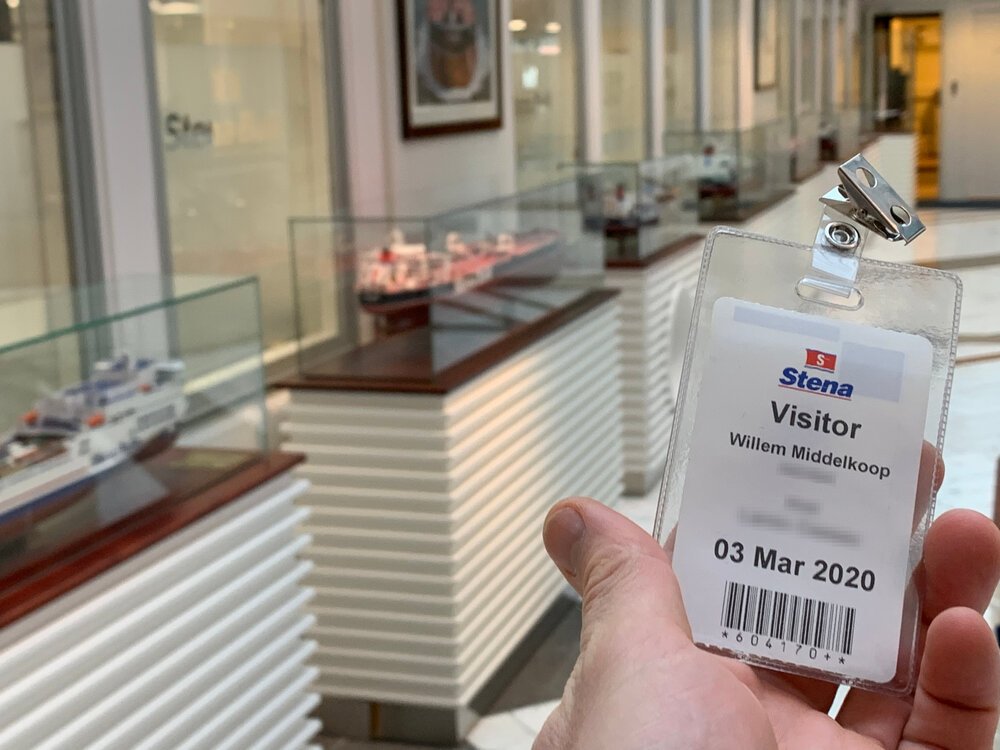 S
Stena
Visitor
Willem Middelkoop
03 Mar 2020
*604170+*